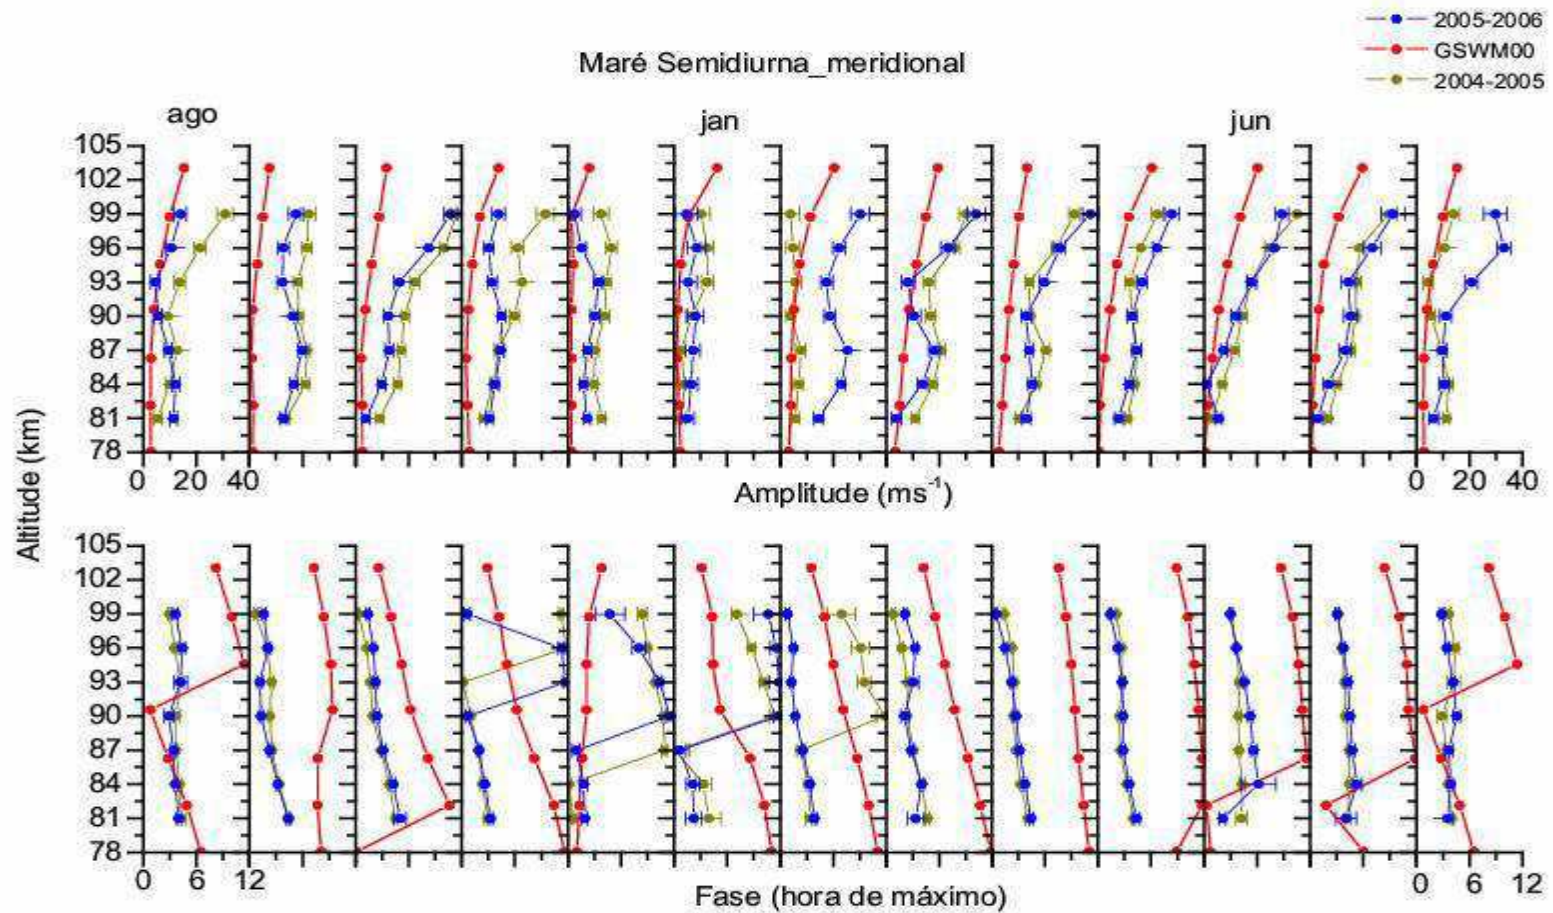 2005-2006
GSWM00
2004-2005
Maré Semidiurna_meridional
ago
jan
jun
105
102
99
96
93
90
87
84
81
78
0 20 40
0 20 40
Amplitude (ms⁻¹)
Altitude (km)
105
102
99
96
93
90
87
84
81
78
0 6 12
0 6 12
Fase (hora de máximo)